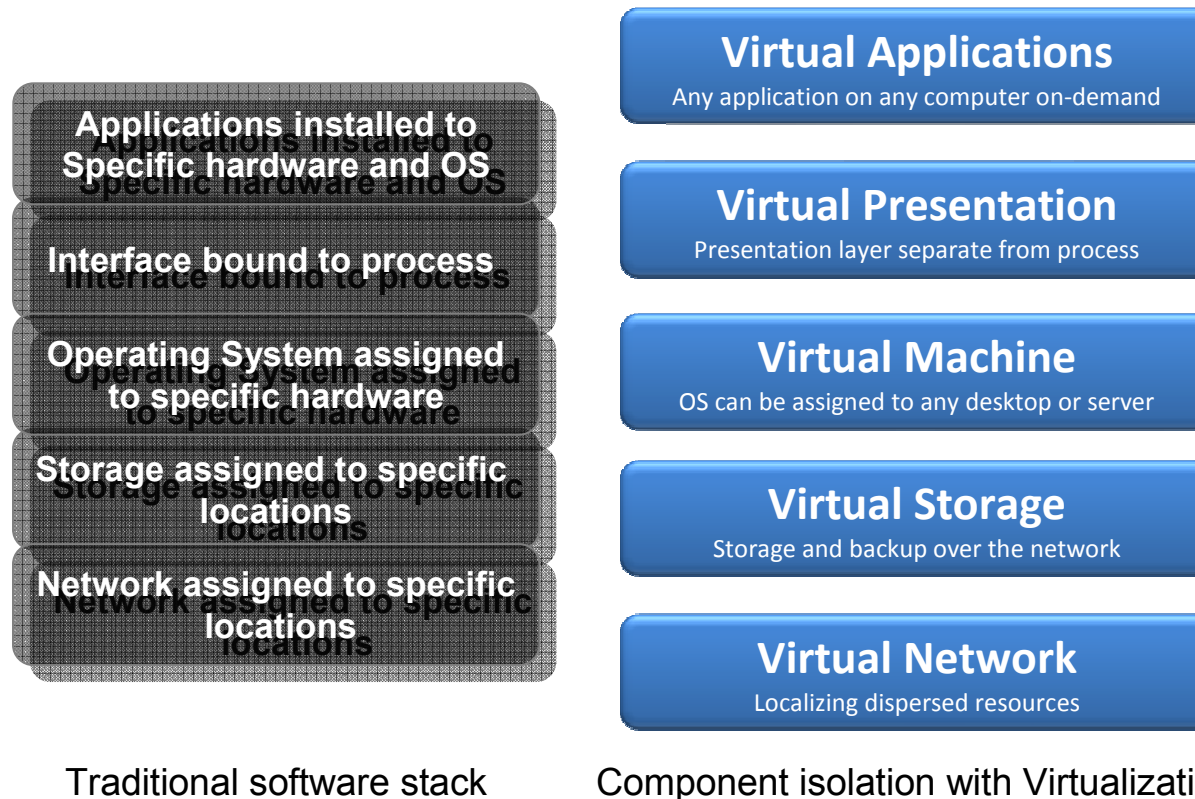 Applications installed to
Specific hardware and OS
Interface bound to process
Operating System assigned
to specific hardware
Storage assigned to specific
locations
Network assigned to specific
locations
Traditional software stack
Virtual Applications
Any application on any computer on-demand
Virtual Presentation
Presentation layer separate from process
Virtual Machine
OS can be assigned to any desktop or server
Virtual Storage
Storage and backup over the network
Virtual Network
Localizing dispersed resources
Component isolation with Virtualizati